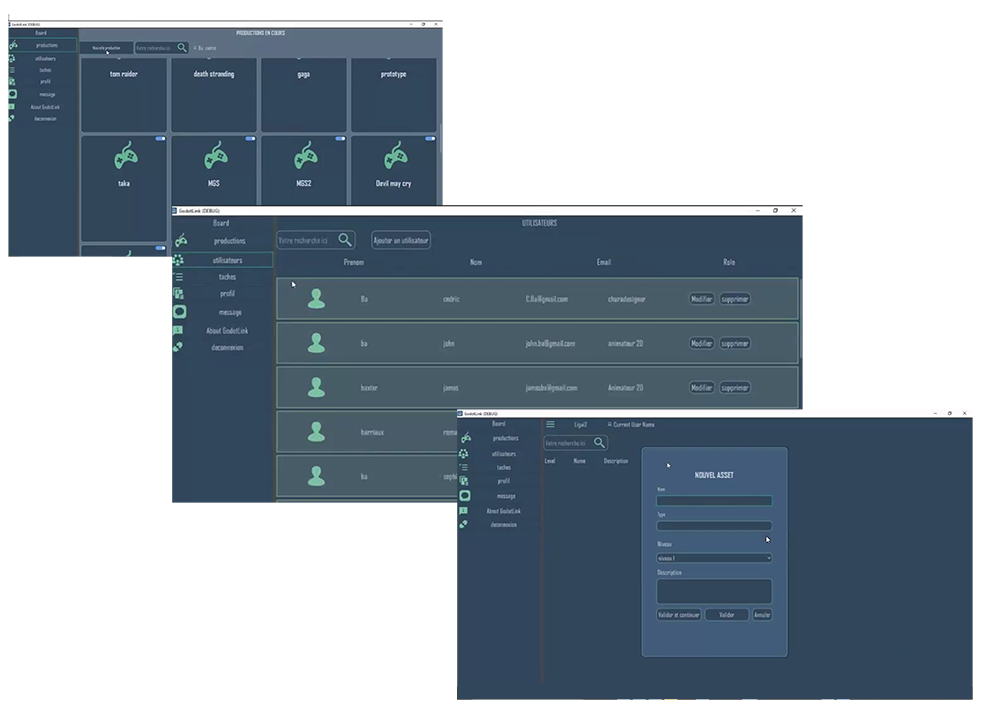 GodotLink (DEBUG)
Board
PRODUCTIONS EN COURS
productions
Nouvelle production
Votre recherche ici
utilisateurs
taches
profil
message
About GodotLink
deconnexion
tom raider
death stranding
gaga
prototype
taka
MGS
MGS2
Devil may cry
GodotLink (DEBUG)
Board
UTILISATEURS
productions
Votre recherche ici
Ajouter un utilisateur
utilisateurs
Prenom
Nom
Email
Role
taches
profil
message
About GodotLink
deconnexion
Ba
cedric
C.Ba@gmail.com
charadesigner
Modifier
supprimer
ba
john
john.ba@gmail.com
animateur 2D
Modifier
supprimer
baxter
james
jamesbx@gmail.com
Animateur 2D
Modifier
supprimer
barriaux
ba
GodotLink (DEBUG)
Board
Liga3
Current User Name
productions
Votre recherche ici
utilisateurs
Level
Name
Description
taches
profil
message
About GodotLink
deconnexion
NOUVEL ASSET
Nom
Type
Niveau
niveau 1
Description
Valider et continuer
Valider
Annuler